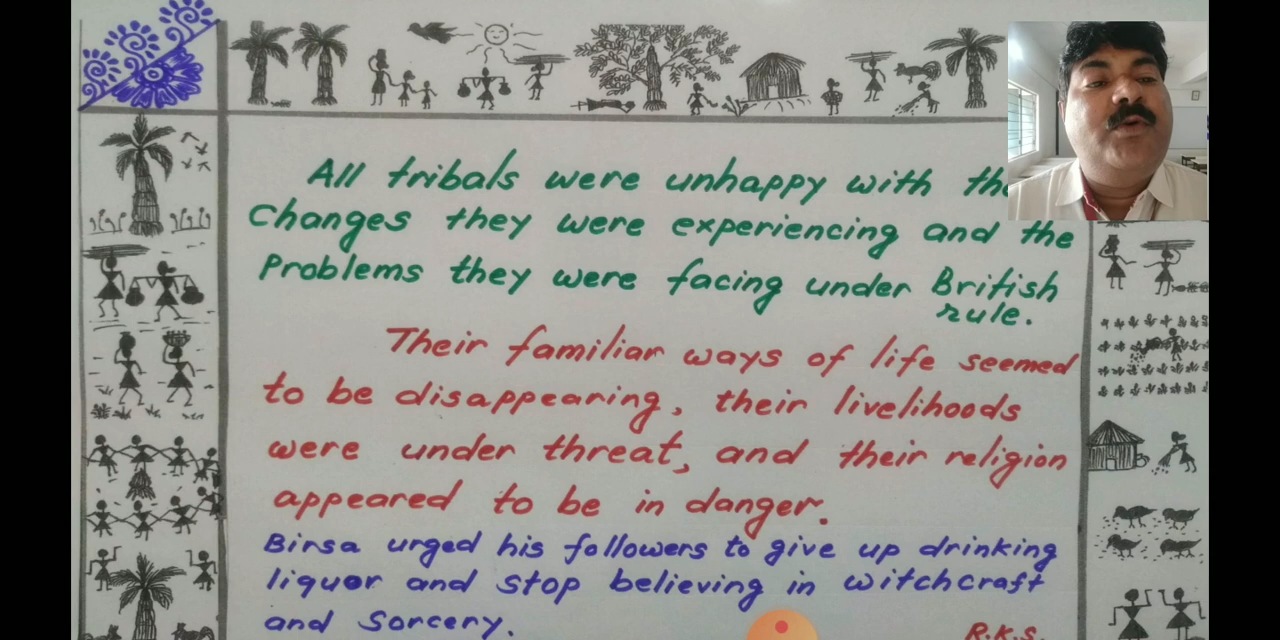 All tribals were unhappy with the
Changes they were experiencing and the
Problems they were facing under British
rule.
Their familiar ways of life seemed
to be disappearing, their livelihoods
were under threat, and their religion
appeared to be in danger.
Birsa urged his followers to give up drinking
liquor and stop believing in witchcraft
and Sorcery.
R.K.S.